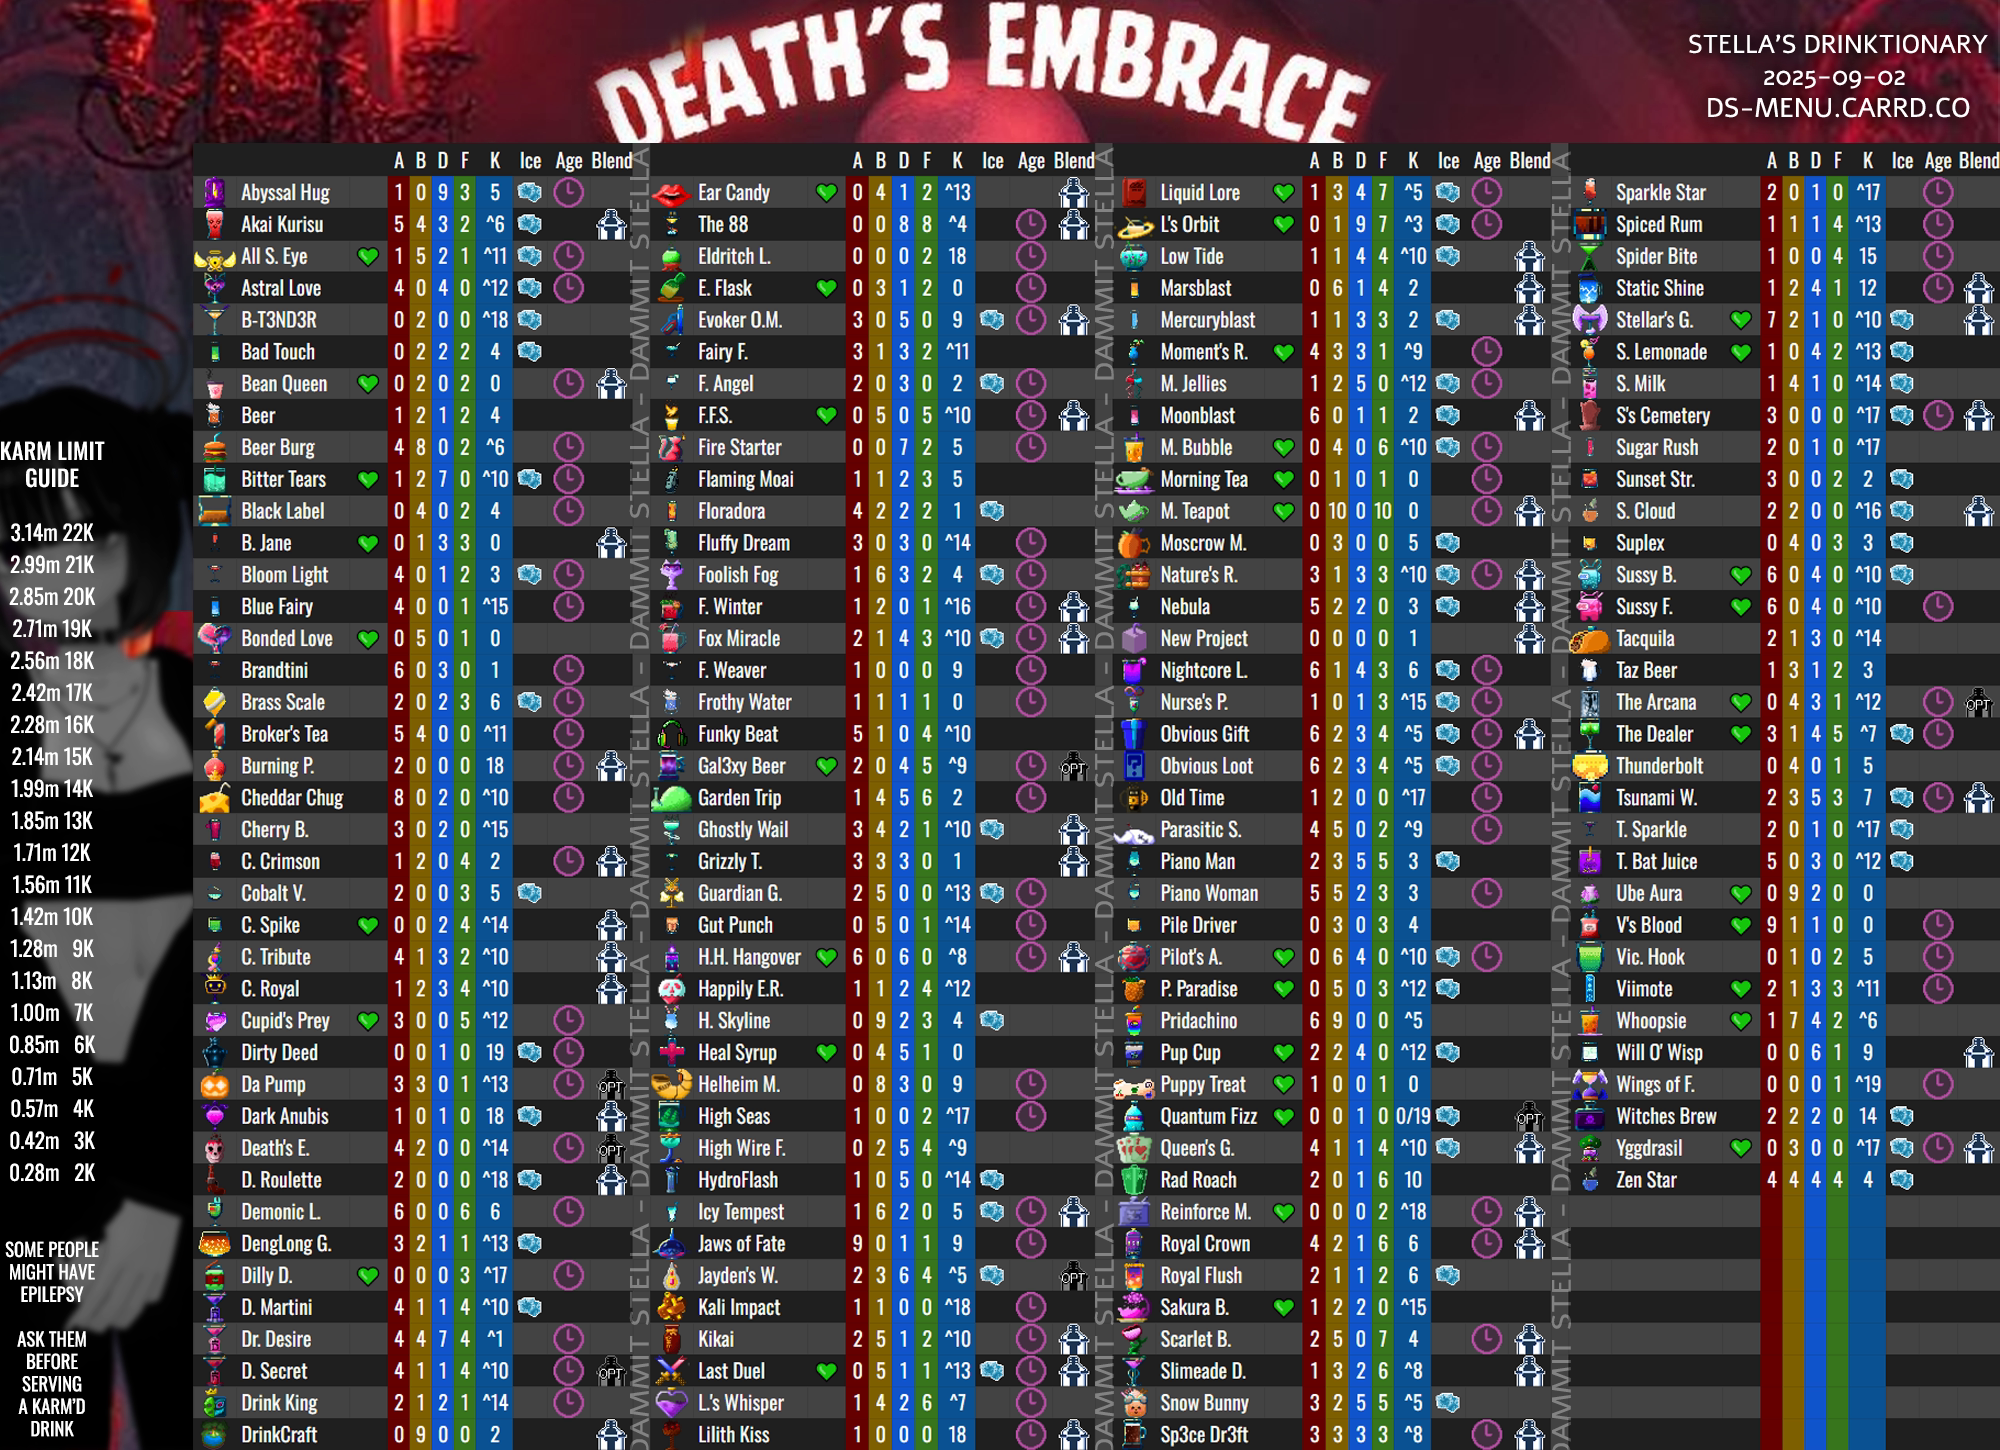 DEATH'S EMBRACE
STELLA'S DRINKTIONARY
2025-09-02
DS-MENU.CARRD.CO
KARM LIMIT
GUIDE
3.14m 22K
2.99m 21K
2.85m 20K
2.71m 19K
2.56m 18K
2.42m 17K
2.28m 16K
2.14m 15K
1.99m 14K
1.85m 13K
1.71m 12K
1.56m 11K
1.42m 10K
1.28m 9K
1.13m 8K
1.00m 7K
0.85m 6K
0.71m 5K
0.57m 4K
0.42m 3K
0.28m 2K
SOME PEOPLE
MIGHT HAVE
EPILEPSY
ASK THEM
BEFORE
SERVING
A KARM'D
DRINK
A B D F K Ice Age Blend
Abyssal Hug 1 0 9 3 5
Akai Kurisu 5 4 3 2 ^6
All S. Eye 1 5 2 1 ^11
Astral Love 4 0 4 0 ^12
B-T3ND3R 0 2 0 0 ^18
Bad Touch 0 2 2 2 4
Bean Queen 0 2 0 2 0
Beer 1 2 1 2 4
Beer Burg 4 8 0 2 ^6
Bitter Tears 1 2 7 0 ^10
Black Label 0 4 0 2 4
B. Jane 0 1 3 3 0
Bloom Light 4 0 1 2 3
Blue Fairy 4 0 0 1 ^15
Bonded Love 0 5 0 1 0
Brandtini 6 0 3 0 1
Brass Scale 2 0 2 3 6
Broker's Tea 5 4 0 0 ^11
Burning P. 2 0 0 0 18
Cheddar Chug 8 0 2 0 ^10
Cherry B. 3 0 2 0 ^15
C. Crimson 1 2 0 4 2
Cobalt V. 2 0 0 3 5
C. Spike 0 0 2 4 ^14
C. Tribute 4 1 3 2 ^10
C. Royal 1 2 3 4 ^10
Cupid's Prey 3 0 0 5 ^12
Dirty Deed 0 0 1 0 19
Da Pump 3 3 0 1 ^13 OPT
Dark Anubis 1 0 1 0 18
Death's E. 4 2 0 0 ^14 OPT
D. Roulette 2 0 0 0 ^18
Demonic L. 6 0 0 6 6
DengLong G. 3 2 1 1 ^13
Dilly D. 0 0 0 3 ^17
D. Martini 4 1 1 4 ^10
Dr. Desire 4 4 7 4 ^1
D. Secret 4 1 1 4 ^10 OPT
Drink King 2 1 2 1 ^14
DrinkCraft 0 9 0 0 2
DAMMIT STELLA - DAMMIT STELLA - DAMMIT STELLA
A B D F K Ice Age Blend
Ear Candy 0 4 1 2 ^13
The 88 0 0 8 8 ^4
Eldritch L. 0 0 0 2 18
E. Flask 0 3 1 2 0
Evoker O.M. 3 0 5 0 9
Fairy F. 3 1 3 2 ^11
F. Angel 2 0 3 0 2
F.F.S. 0 5 0 5 ^10
Fire Starter 0 0 7 2 5
Flaming Moai 1 1 2 3 5
Floradora 4 2 2 2 1
Fluffy Dream 3 0 3 0 ^14
Foolish Fog 1 6 3 2 4
F. Winter 1 2 0 1 ^16
Fox Miracle 2 1 4 3 ^10
F. Weaver 1 0 0 0 9
Frothy Water 1 1 1 1 0
Funky Beat 5 1 0 4 ^10
Gal3xy Beer 2 0 4 5 ^9 OPT
Garden Trip 1 4 5 6 2
Ghostly Wail 3 4 2 1 ^10
Grizzly T. 3 3 3 0 1
Guardian G. 2 5 0 0 ^13
Gut Punch 0 5 0 1 ^14
H.H. Hangover 6 0 6 0 ^8
Happily E.R. 1 1 2 4 ^12
H. Skyline 0 9 2 3 4
Heal Syrup 0 4 5 1 0
Helheim M. 0 8 3 0 9
High Seas 1 0 0 2 ^17
High Wire F. 0 2 5 4 ^9
HydroFlash 1 0 5 0 ^14
Icy Tempest 1 6 2 0 5
Jaws of Fate 9 0 1 1 9
Jayden's W. 2 3 6 4 ^5 OPT
Kali Impact 1 1 0 0 ^18
Kikai 2 5 1 2 ^10
Last Duel 0 5 1 1 ^13
L.'s Whisper 1 4 2 6 ^7
Lilith Kiss 1 0 0 0 18
DAMMIT STELLA - DAMMIT STELLA - DAMMIT STELLA
A B D F K Ice Age Blend
Liquid Lore 1 3 4 7 ^5
L's Orbit 0 1 9 7 ^3
Low Tide 1 1 4 4 ^10
Marsblast 0 6 1 4 2
Mercuryblast 1 1 3 3 2
Moment's R. 4 3 3 1 ^9
M. Jellies 1 2 5 0 ^12
Moonblast 6 0 1 1 2
M. Bubble 0 4 0 6 ^10
Morning Tea 0 1 0 1 0
M. Teapot 0 10 0 10 0
Moscrow M. 0 3 0 0 5
Nature's R. 3 1 3 3 ^10
Nebula 5 2 2 0 3
New Project 0 0 0 0 1
Nightcore L. 6 1 4 3 6
Nurse's P. 1 0 1 3 ^15
Obvious Gift 6 2 3 4 ^5
Obvious Loot 6 2 3 4 ^5
Old Time 1 2 0 0 ^17
Parasitic S. 4 5 0 2 ^9
Piano Man 2 3 5 5 3
Piano Woman 5 5 2 3 3
Pile Driver 0 3 0 3 4
Pilot's A. 0 6 4 0 ^10
P. Paradise 0 5 0 3 ^12
Pridachino 6 9 0 0 ^5
Pup Cup 2 2 4 0 ^12
Puppy Treat 1 0 0 1 0
Quantum Fizz 0 0 1 0 0/19 OPT
Queen's G. 4 1 1 4 ^10
Rad Roach 2 0 1 6 10
Reinforce M. 0 0 0 2 ^18
Royal Crown 4 2 1 6 6
Royal Flush 2 1 1 2 6
Sakura B. 1 2 2 0 ^15
Scarlet B. 2 5 0 7 4
Slimeade D. 1 3 2 6 ^8
Snow Bunny 3 2 5 5 ^5
Sp3ce Dr3ft 3 3 3 3 ^8
DAMMIT STELLA - DAMMIT STELLA - DAMMIT STELLA
A B D F K Ice Age Blend
Sparkle Star 2 0 1 0 ^17
Spiced Rum 1 1 1 4 ^13
Spider Bite 1 0 0 4 15
Static Shine 1 2 4 1 12
Stellar's G. 7 2 1 0 ^10
S. Lemonade 1 0 4 2 ^13
S. Milk 1 4 1 0 ^14
S's Cemetery 3 0 0 0 ^17
Sugar Rush 2 0 1 0 ^17
Sunset Str. 3 0 0 2 2
S. Cloud 2 2 0 0 ^16
Suplex 0 4 0 3 3
Sussy B. 6 0 4 0 ^10
Sussy F. 6 0 4 0 ^10
Tacquila 2 1 3 0 ^14
Taz Beer 1 3 1 2 3
The Arcana 0 4 3 1 ^12 OPT
The Dealer 3 1 4 5 ^7
Thunderbolt 0 4 0 1 5
Tsunami W. 2 3 5 3 7
T. Sparkle 2 0 1 0 ^17
T. Bat Juice 5 0 3 0 ^12
Ube Aura 0 9 2 0 0
V's Blood 9 1 1 0 0
Vic. Hook 0 1 0 2 5
Viimote 2 1 3 3 ^11
Whoopsie 1 7 4 2 ^6
Will O' Wisp 0 0 6 1 9
Wings of F. 0 0 0 1 ^19
Witches Brew 2 2 2 0 14
Yggdrasil 0 3 0 0 ^17
Zen Star 4 4 4 4 4